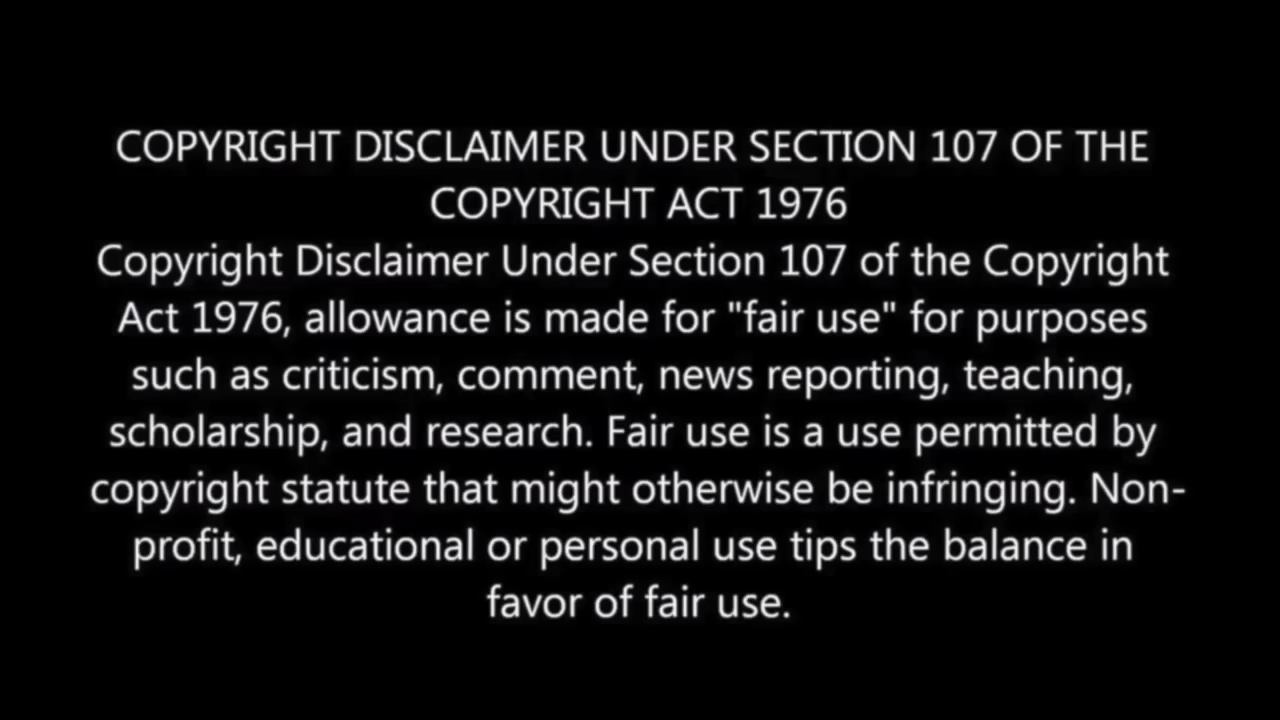 COPYRIGHT DISCLAIMER UNDER SECTION 107 OF THE
COPYRIGHT ACT 1976
Copyright Disclaimer Under Section 107 of the Copyright
Act 1976, allowance is made for "fair use" for purposes
such as criticism, comment, news reporting, teaching,
scholarship, and research. Fair use is a use permitted by
copyright statute that might otherwise be infringing. Non-
profit, educational or personal use tips the balance in
favor of fair use.